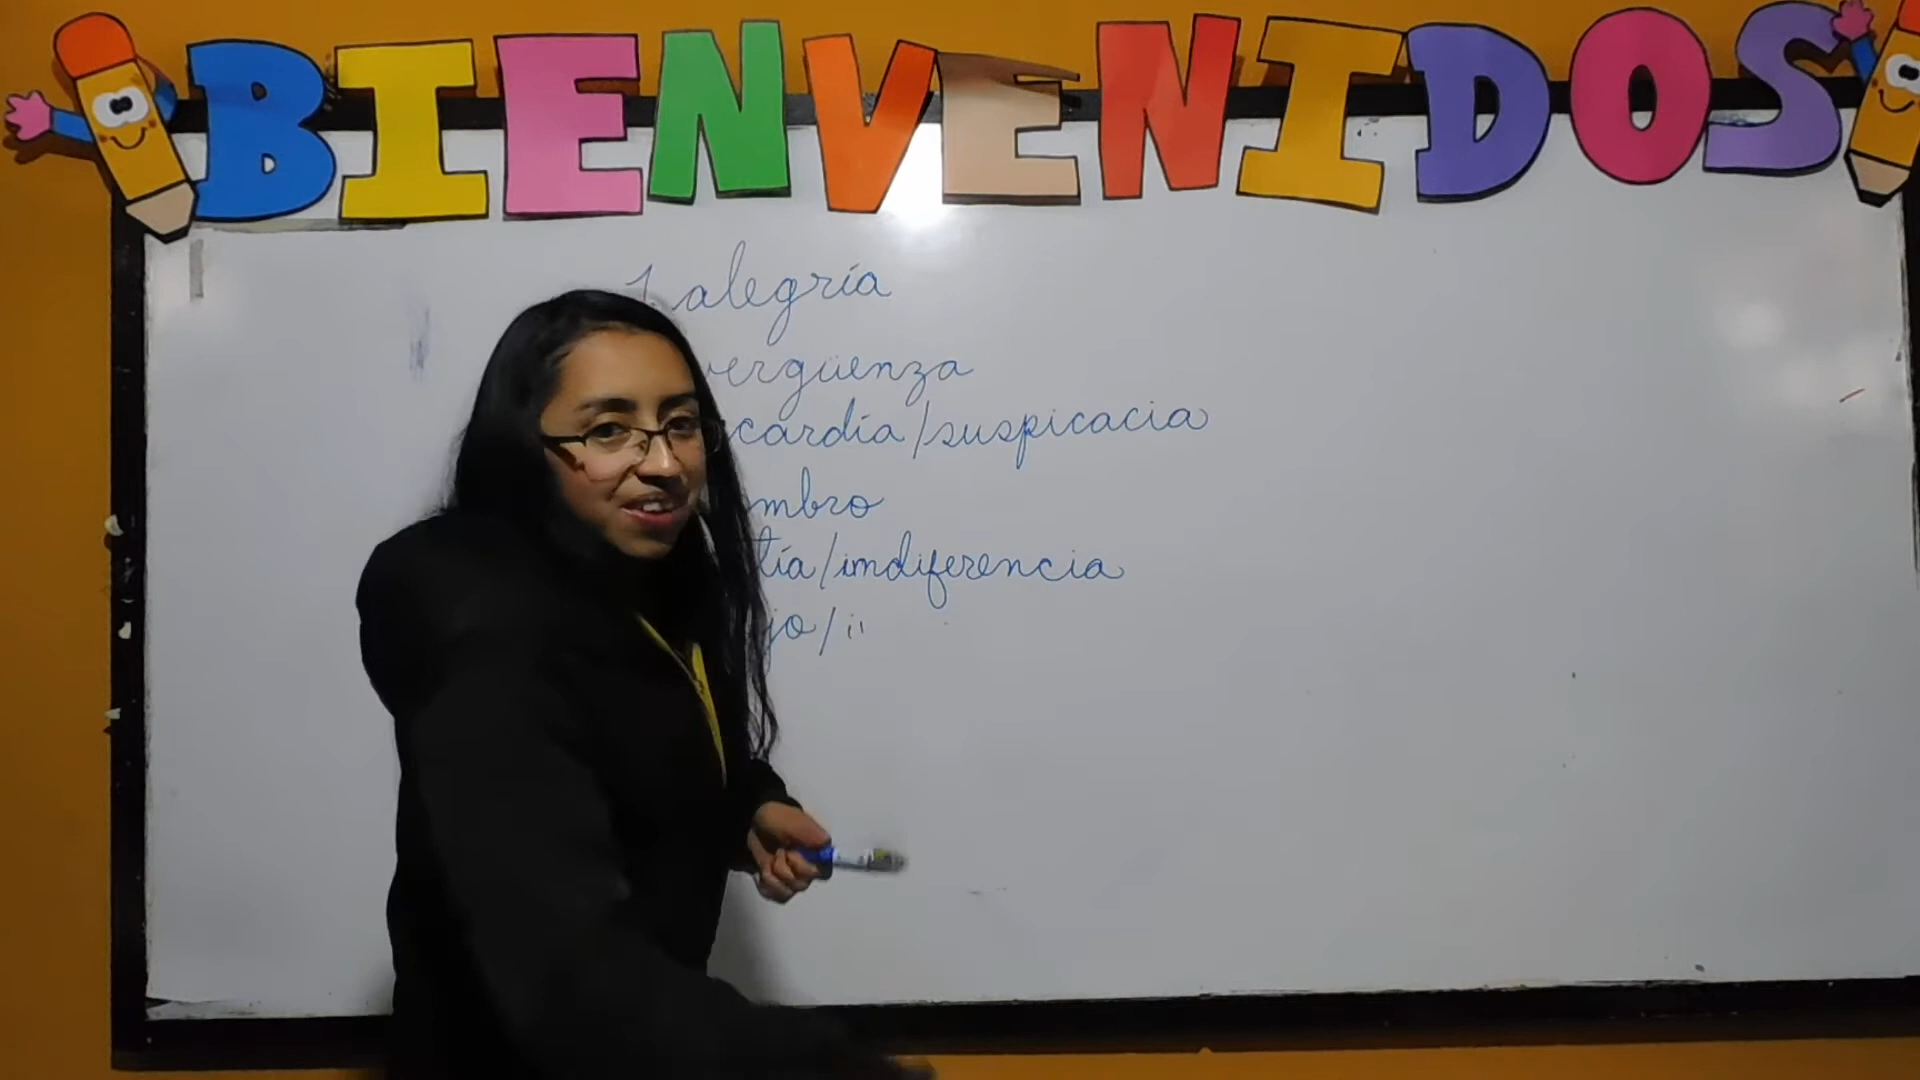 BIENVENIDOS
1. alegría
vergüenza
cardía/suspicacia
mbro
tía/indiferencia
jo/